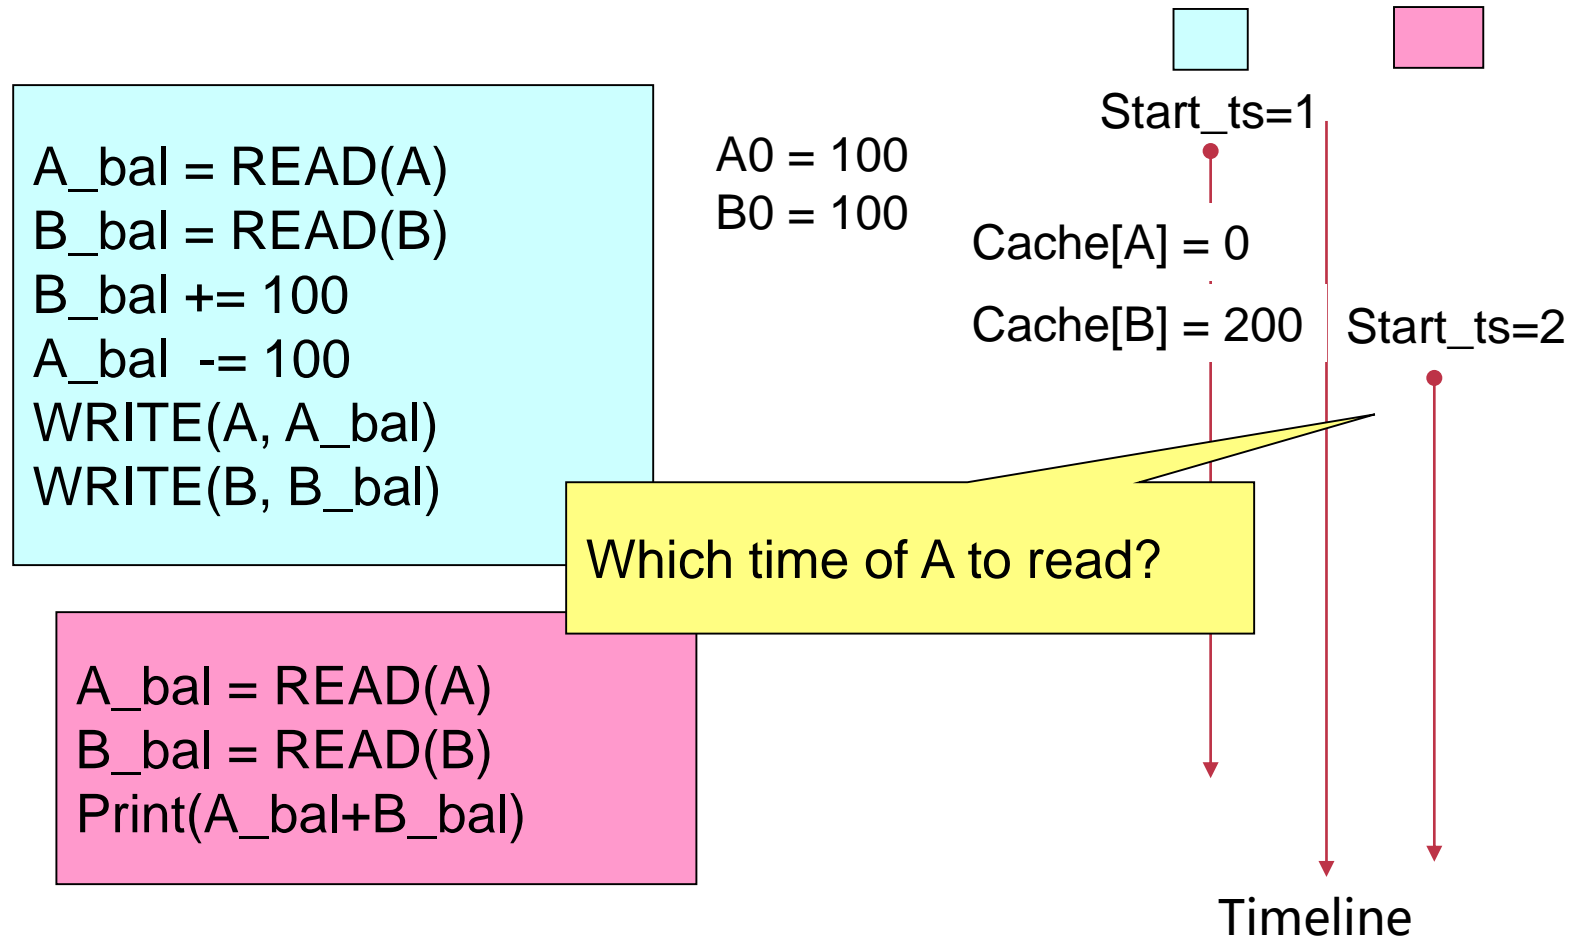 A_bal = READ(A)
B_bal = READ(B)
B_bal += 100
A_bal -= 100
WRITE(A, A_bal)
WRITE(B, B_bal)
A_bal = READ(A)
B_bal = READ(B)
Print(A_bal+B_bal)
A0 = 100
B0 = 100
Which time of A to read?
Start_ts=1
Cache[A] = 0
Cache[B] = 200
Start_ts=2
Timeline